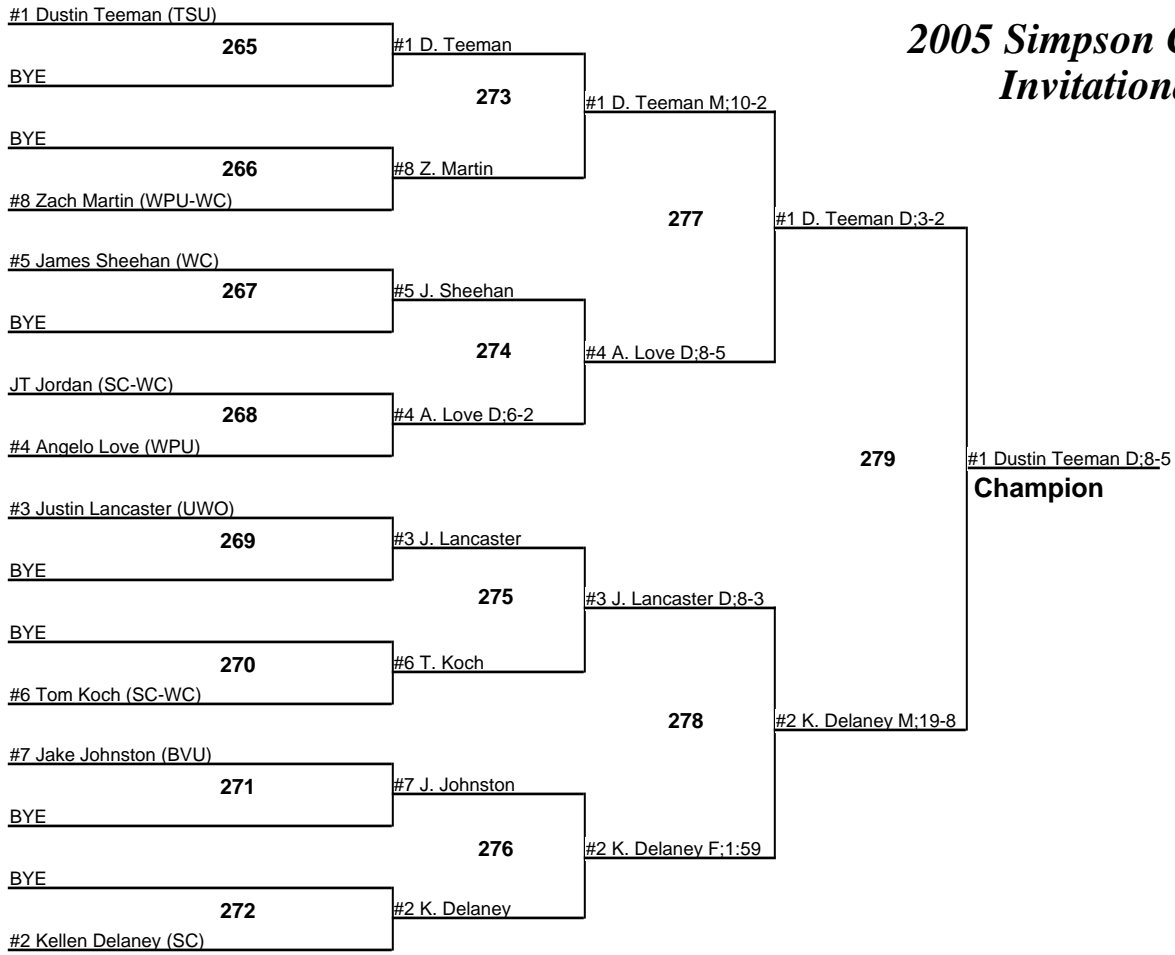 #1 Dustin Teeman (TSU)
2005 Simpson
Invitation
265
#1 D. Teeman
BYE
273
#1 D. Teeman M;10-2
BYE
266
#8 Z. Martin
#8 Zach Martin (WPU-WC)
277
#1 D. Teeman D;3-2
#5 James Sheehan (WC)
267
#5 J. Sheehan
BYE
274
#4 A. Love D;8-5
JT Jordan (SC-WC)
268
#4 A. Love D;6-2
#4 Angelo Love (WPU)
279
#1 Dustin Teeman D;8-5
Champion
#3 Justin Lancaster (UWO)
269
#3 J. Lancaster
BYE
275
#3 J. Lancaster D;8-3
BYE
270
#6 T. Koch
#6 Tom Koch (SC-WC)
278
#2 K. Delaney M;19-8
#7 Jake Johnston (BVU)
271
#7 J. Johnston
BYE
276
#2 K. Delaney F;1:59
BYE
272
#2 K. Delaney
#2 Kellen Delaney (SC)